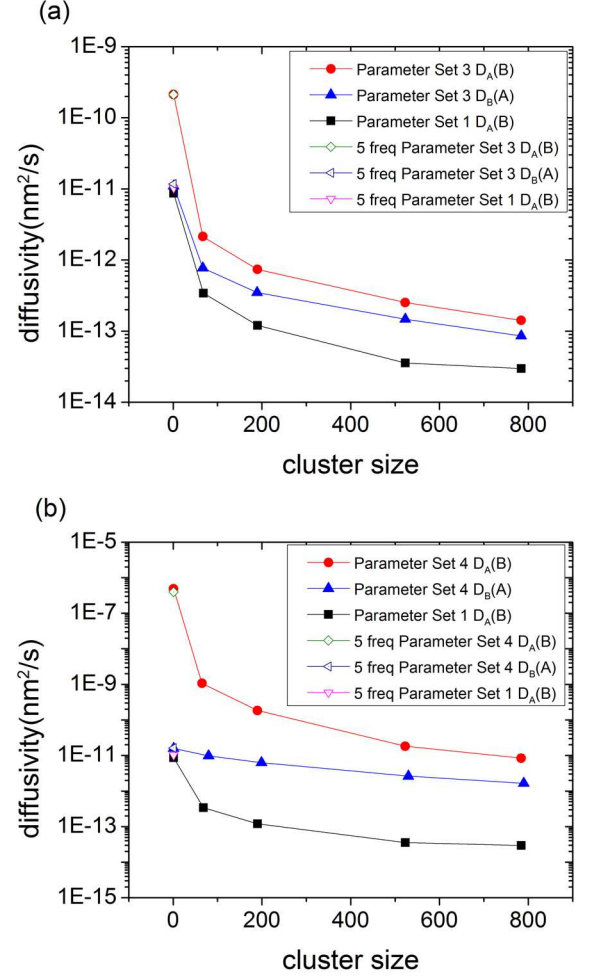 (a)
1E-9
1E-10
1E-11
1E-12
1E-13
1E-14
diffusivity(nm²/s)
Parameter Set 3 D_A(B)
Parameter Set 3 D_B(A)
Parameter Set 1 D_A(B)
5 freq Parameter Set 3 D_A(B)
5 freq Parameter Set 3 D_B(A)
5 freq Parameter Set 1 D_A(B)
0 200 400 600 800
cluster size
(b)
1E-5
1E-7
1E-9
1E-11
1E-13
1E-15
diffusivity(nm²/s)
Parameter Set 4 D_A(B)
Parameter Set 4 D_B(A)
Parameter Set 1 D_A(B)
5 freq Parameter Set 4 D_A(B)
5 freq Parameter Set 4 D_B(A)
5 freq Parameter Set 1 D_A(B)
0 200 400 600 800
cluster size